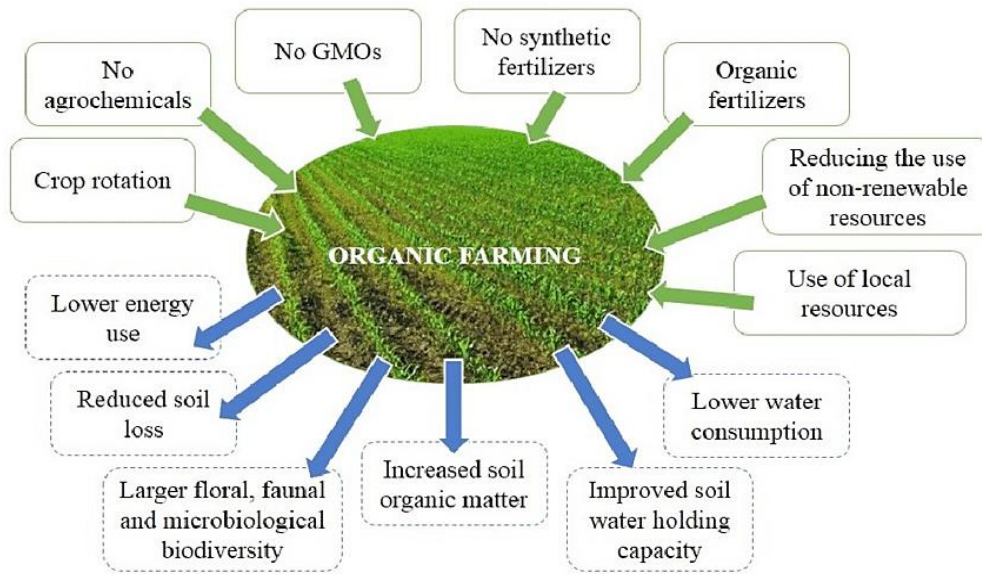 No GMOs
No synthetic
fertilizers
No
agrochemicals
Organic
fertilizers
Crop rotation
Reducing the use
of non-renewable
resources
ORGANIC FARMING
Use of local
resources
Lower energy
use
Reduced soil
loss
Lower water
consumption
Larger floral, faunal
and microbiological
biodiversity
Increased soil
organic matter
Improved soil
water holding
capacity